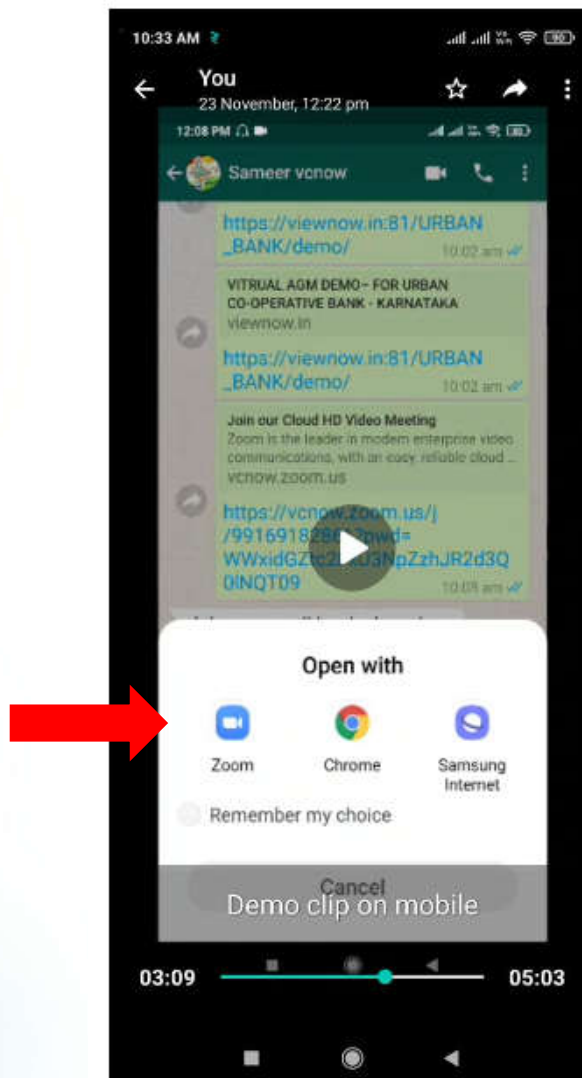 10:33 AM
90
You
23 November, 12:22 pm
12:08 PM
Sameer vcnow
https://viewnow.in:81/URBAN
_BANK/demo/
10:02 am
VITRUAL AGM DEMO- FOR URBAN
CO-OPERATIVE BANK - KARNATAKA
viewnow.in
https://viewnow.in:81/URBAN
_BANK/demo/
10:02 am
Join our Cloud HD Video Meeting
Zoom is the leader in modern enterprise video
communications, with an easy, reliable cloud ...
vcnow.zoom.us
https://vcnow.zoom.us/j
Open with
Zoom
Chrome
Samsung
Internet
Remember my choice
Cancel
Demo clip on mobile
03:09
05:03